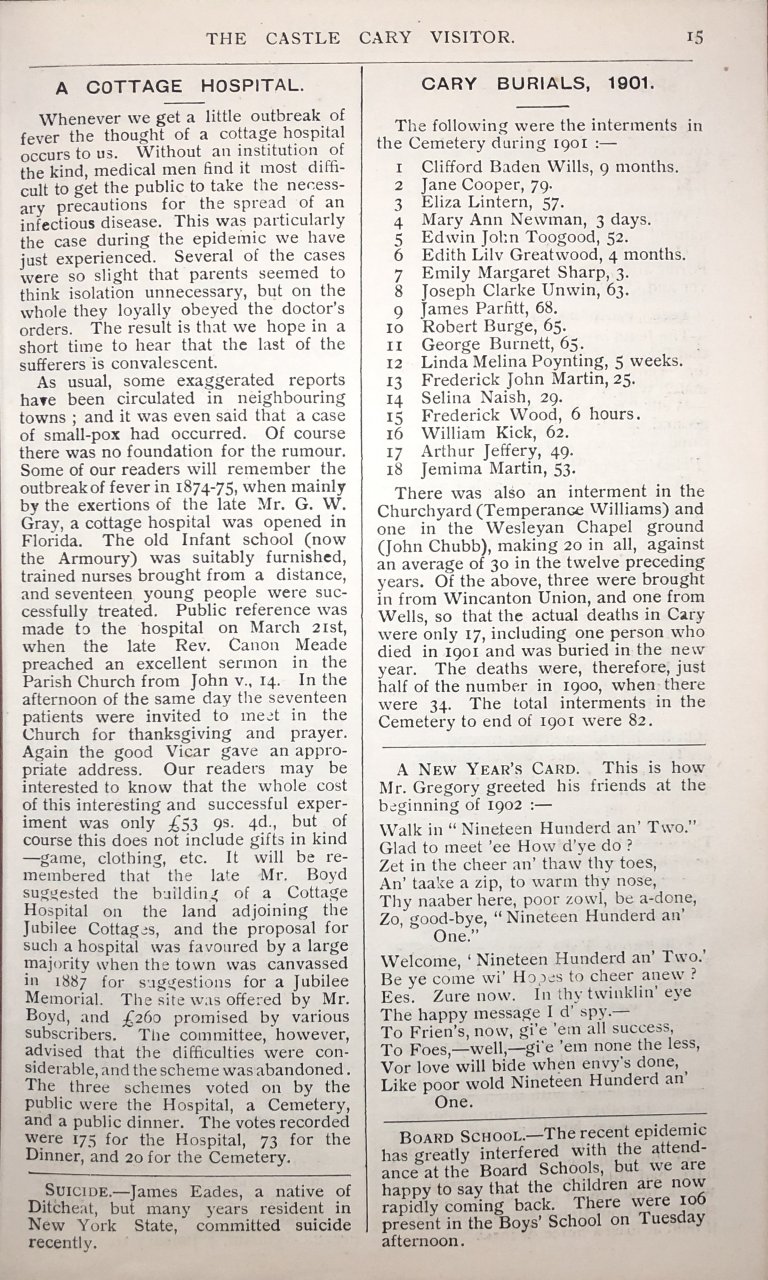 THE CASTLE CARY VISITOR.
15
A COTTAGE HOSPITAL.
Whenever we get a little outbreak of
fever the thought of a cottage hospital
occurs to us. Without an institution of
the kind, medical men find it most diffi-
cult to get the public to take the necess-
ary precautions for the spread of an
infectious disease. This was particularly
the case during the epidemic we have
just experienced. Several of the cases
were so slight that parents seemed to
think isolation unnecessary, but on the
whole they loyally obeyed the doctor's
orders. The result is that we hope in a
short time to hear that the last of the
sufferers is convalescent.
As usual, some exaggerated reports
have been circulated in neighbouring
towns ; and it was even said that a case
of small-pox had occurred. Of course
there was no foundation for the rumour.
Some of our readers will remember the
outbreak of fever in 1874-75, when mainly
by the exertions of the late Mr. G. W.
Gray, a cottage hospital was opened in
Florida. The old Infant school (now
the Armoury) was suitably furnished,
trained nurses brought from a distance,
and seventeen young people were suc-
cessfully treated. Public reference was
made to the hospital on March 21st,
when the late Rev. Canon Meade
preached an excellent sermon in the
Parish Church from John v., 14. In the
afternoon of the same day the seventeen
patients were invited to meet in the
Church for thanksgiving and prayer.
Again the good Vicar gave an appro-
priate address. Our readers may be
interested to know that the whole cost
of this interesting and successful exper-
iment was only £53 9s. 4d., but of
course this does not include gifts in kind
—game, clothing, etc. It will be re-
membered that the late Mr. Boyd
suggested the building of a Cottage
Hospital on the land adjoining the
Jubilee Cottages, and the proposal for
such a hospital was favoured by a large
majority when the town was canvassed
in 1887 for suggestions for a Jubilee
Memorial. The site was offered by Mr.
Boyd, and £260 promised by various
subscribers. The committee, however,
advised that the difficulties were con-
siderable, and the scheme was abandoned.
The three schemes voted on by the
public were the Hospital, a Cemetery,
and a public dinner. The votes recorded
were 175 for the Hospital, 73 for the
Dinner, and 20 for the Cemetery.
SUICIDE.—James Eades, a native of
Ditcheat, but many years resident in
New York State, committed suicide
recently.
CARY BURIALS, 1901.
The following were the interments in
the Cemetery during 1901 :—
1 Clifford Baden Wills, 9 months.
2 Jane Cooper, 79.
3 Eliza Lintern, 57.
4 Mary Ann Newman, 3 days.
5 Edwin John Toogood, 52.
6 Edith Lilv Greatwood, 4 months.
7 Emily Margaret Sharp, 3.
8 Joseph Clarke Unwin, 63.
9 James Parfitt, 68.
10 Robert Burge, 65.
11 George Burnett, 65.
12 Linda Melina Poynting, 5 weeks.
13 Frederick John Martin, 25.
14 Selina Naish, 29.
15 Frederick Wood, 6 hours.
16 William Kick, 62.
17 Arthur Jeffery, 49.
18 Jemima Martin, 53.
There was also an interment in the
Churchyard (Temperance Williams) and
one in the Wesleyan Chapel ground
(John Chubb), making 20 in all, against
an average of 30 in the twelve preceding
years. Of the above, three were brought
in from Wincanton Union, and one from
Wells, so that the actual deaths in Cary
were only 17, including one person who
died in 1901 and was buried in the new
year. The deaths were, therefore, just
half of the number in 1900, when there
were 34. The total interments in the
Cemetery to end of 1901 were 82.
A NEW YEAR'S CARD. This is how
Mr. Gregory greeted his friends at the
beginning of 1902 :—
Walk in " Nineteen Hunderd an' Two."
Glad to meet 'ee How d'ye do ?
Zet in the cheer an' thaw thy toes,
An' taake a zip, to warm thy nose,
Thy naaber here, poor zowl, be a-done,
Zo, good-bye, " Nineteen Hunderd an'
One."
Welcome, ' Nineteen Hunderd an' Two.'
Be ye come wi' Hopes to cheer anew ?
Ees. Zure now. In thy twinklin' eye
The happy message I d' spy.—
To Frien's, now, gi'e 'em all success,
To Foes,—well,—gi'e 'em none the less,
Vor love will bide when envy's done,
Like poor wold Nineteen Hunderd an'
One.
BOARD SCHOOL.—The recent epidemic
has greatly interfered with the attend-
ance at the Board Schools, but we are
happy to say that the children are now
rapidly coming back. There were 106
present in the Boys' School on Tuesday
afternoon.